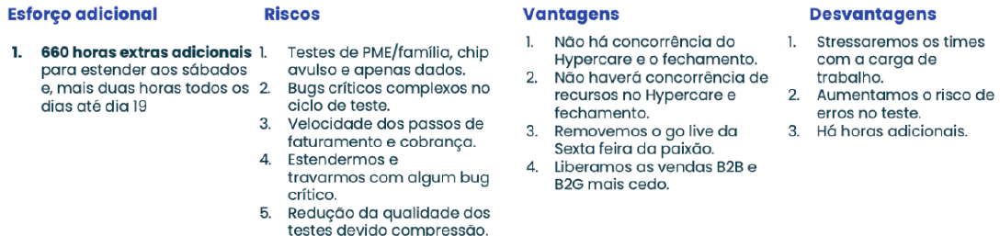 Esforço adicional
1. 660 horas extras adicionais
para estender aos sábados
e, mais duas horas todos os
dias até dia 19
Riscos
1. Testes de PME/família, chip
avulso e apenas dados.
2. Bugs críticos complexos no
ciclo de teste.
3. Velocidade dos passos de
faturamento e cobrança.
4. Estendermos e
travarmos com algum bug
crítico.
5. Redução da qualidade dos
testes devido compressão.
Vantagens
1. Não há concorrência do
Hypercare e o fechamento.
2. Não haverá concorrência de
recursos no Hypercare e
fechamento.
3. Removemos o go live da
Sexta feira da paixão.
4. Liberamos as vendas B2B e
B2G mais cedo.
Desvantagens
1. Stressaremos os times
com a carga de
trabalho.
2. Aumentamos o risco de
erros no teste.
3. Há horas adicionais.